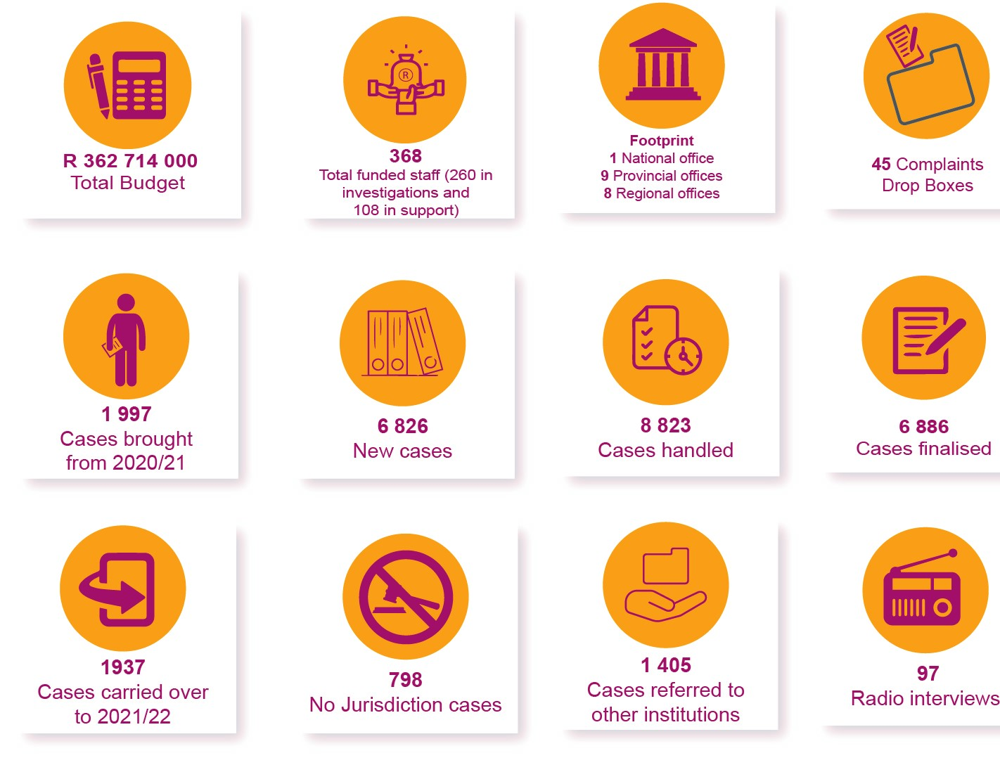 R 362 714 000
Total Budget
R
368
Total funded staff (260 in
investigations and
108 in support)
Footprint
1 National office
9 Provincial offices
8 Regional offices
45 Complaints
Drop Boxes
1 997
Cases brought
from 2020/21
6 826
New cases
8 823
Cases handled
6 886
Cases finalised
1937
Cases carried over
to 2021/22
798
No Jurisdiction cases
1 405
Cases referred to
other institutions
97
Radio interviews